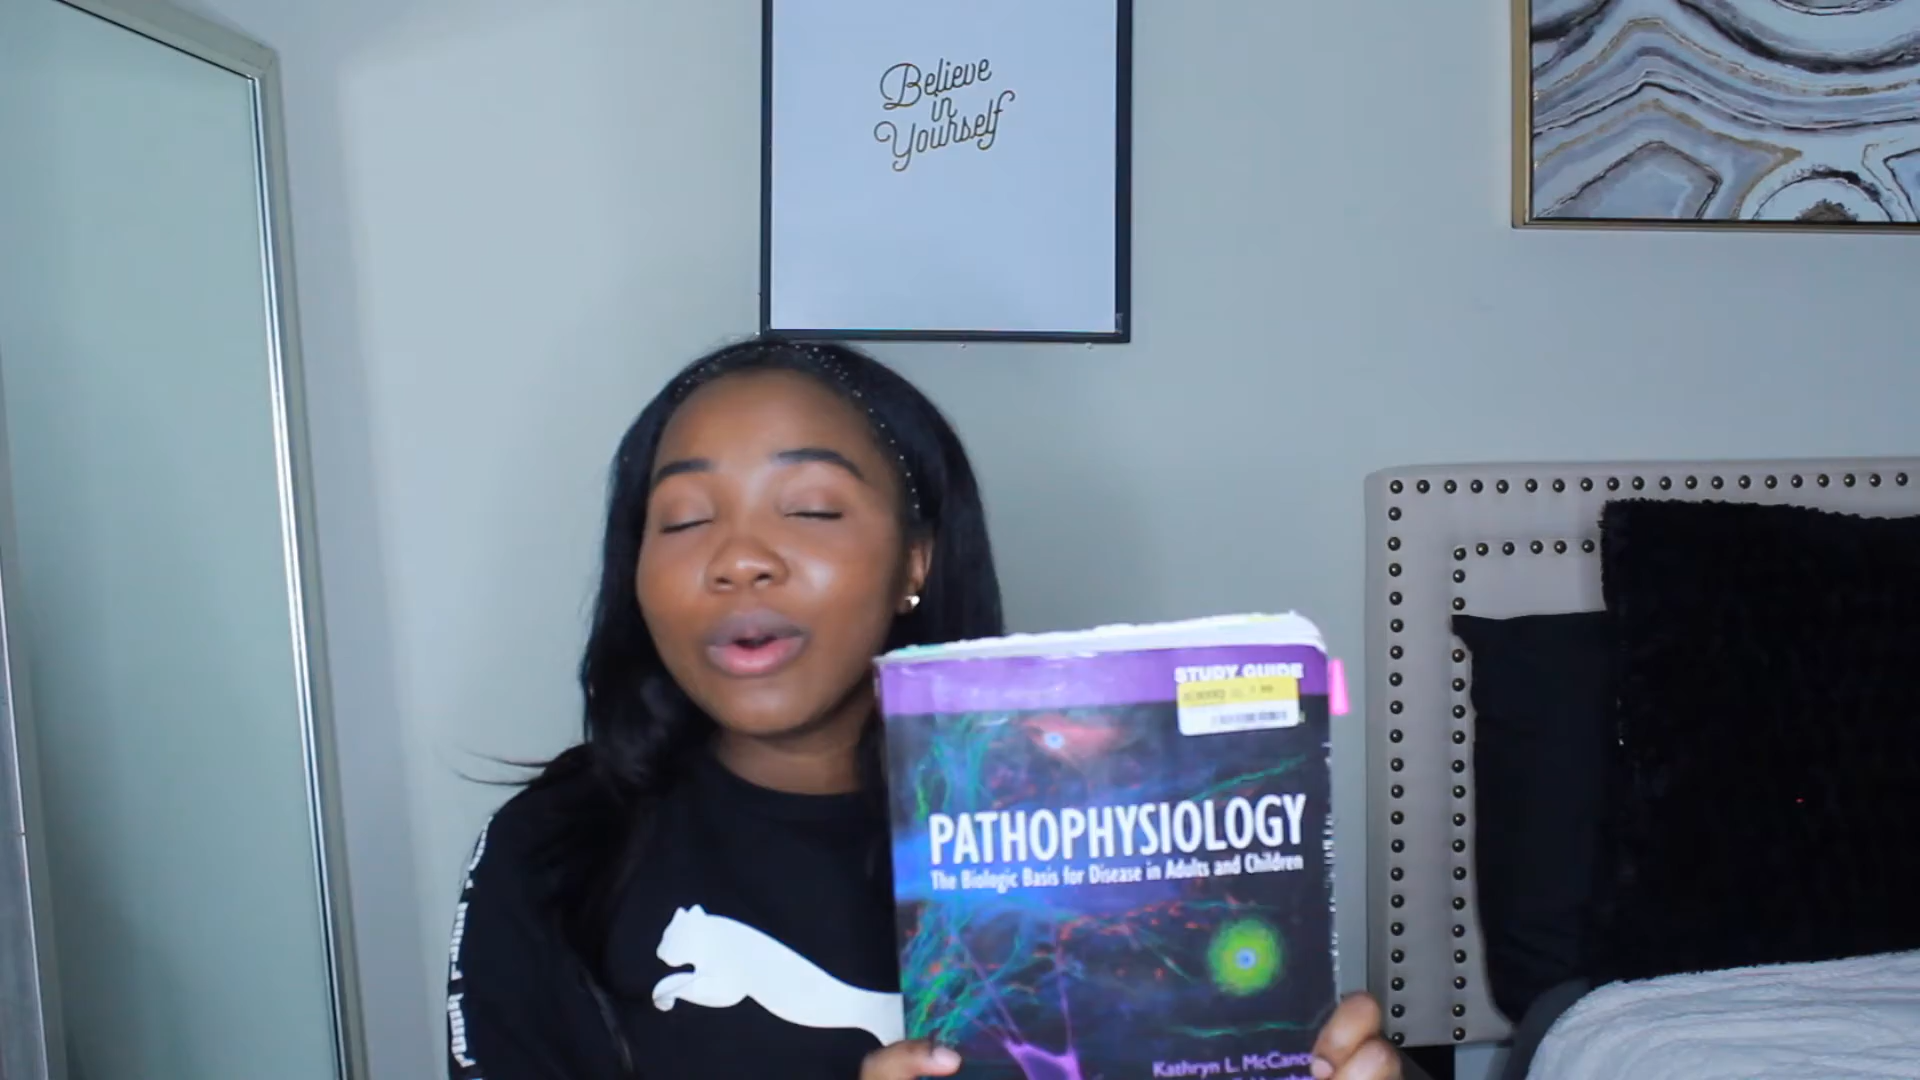 Believe
in
Yourself
STUDY GUIDE
PATHOPHYSIOLOGY
The Biologic Basis for Disease in Adults and Children
Kathryn L. McCance